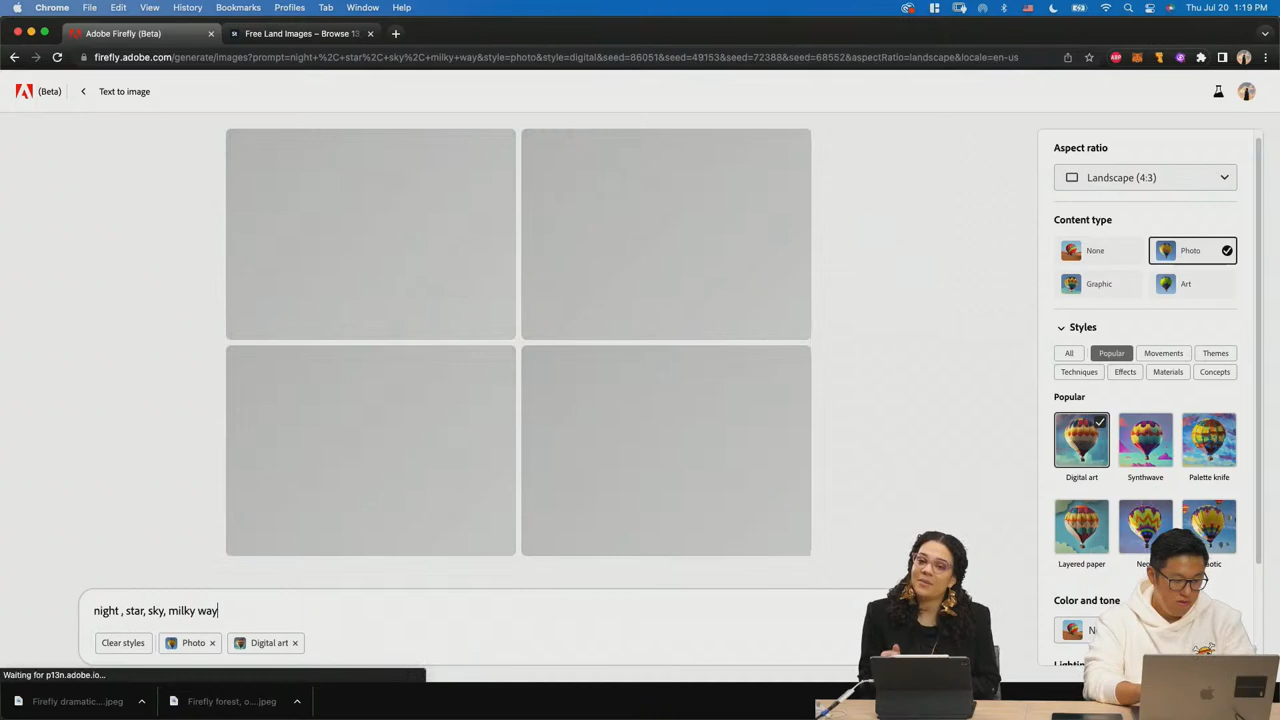 Chrome File Edit View History Bookmarks Profiles Tab Window Help Thu Jul 20 1:19 PM
Adobe Firefly (Beta) Free Land Images – Browse 13
firefly.adobe.com/generate/images?prompt=night+%2C+star%2C+sky%2C+milky+way&style=photo&style=digital&seed=86051&seed=49153&seed=72388&seed=68552&aspectRatio=landscape&locale=en-us
(Beta) Text to image
Aspect ratio
Landscape (4:3)
Content type
None Photo
Graphic Art
Styles
All Popular Movements Themes
Techniques Effects Materials Concepts
Popular
Digital art Synthwave Palette knife
Layered paper
Color and tone
night , star, sky, milky way
Clear styles Photo Digital art
Waiting for p13n.adobe.io...
Firefly dramatic....jpeg Firefly forest, o....jpeg